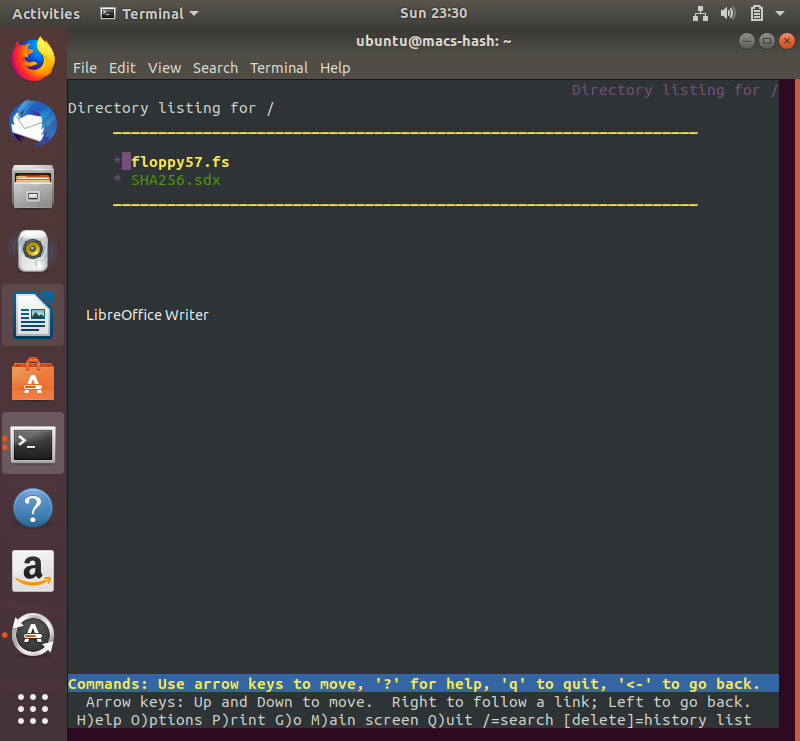 Activities Terminal Sun 23:30
ubuntu@macs-hash: ~
File Edit View Search Terminal Help
Directory listing for /
Directory listing for /
* floppy57.fs
* SHA256.sdx
LibreOffice Writer
a
Commands: Use arrow keys to move, '?' for help, 'q' to quit, '<-' to go back.
Arrow keys: Up and Down to move. Right to follow a link; Left to go back.
H)elp O)ptions P)rint G)o M)ain screen Q)uit /=search [delete]=history list